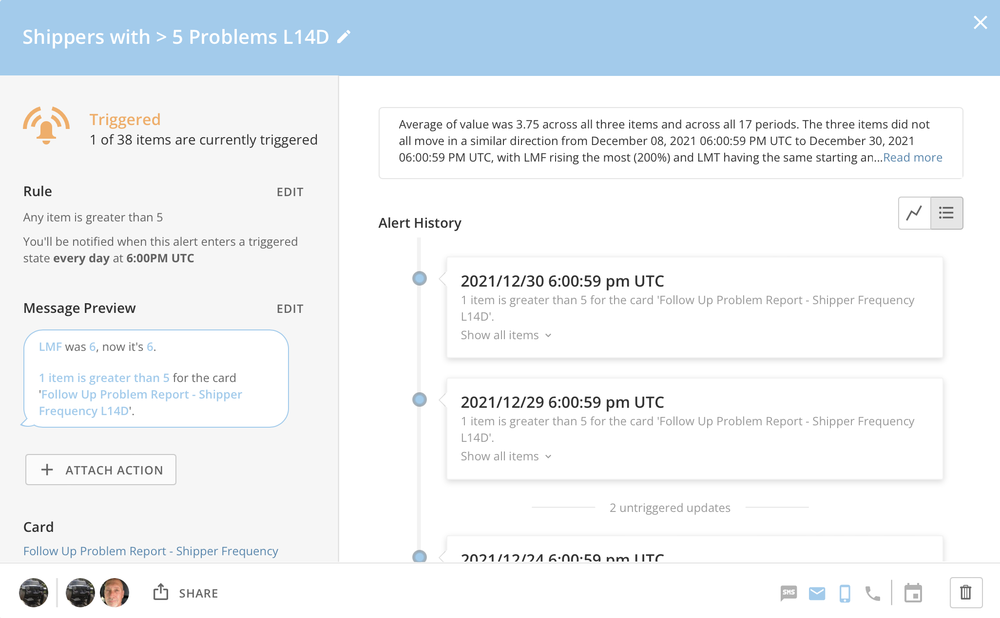 Shippers with > 5 Problems L14D
Triggered
1 of 38 items are currently triggered
Rule
EDIT
Any item is greater than 5
You'll be notified when this alert enters a triggered
state every day at 6:00PM UTC
Message Preview
EDIT
LMF was 6, now it's 6.
1 item is greater than 5 for the card
'Follow Up Problem Report - Shipper
Frequency L14D'.
+ ATTACH ACTION
Card
Follow Up Problem Report - Shipper Frequency
Average of value was 3.75 across all three items and across all 17 periods. The three items did not
all move in a similar direction from December 08, 2021 06:00:59 PM UTC to December 30, 2021
06:00:59 PM UTC, with LMF rising the most (200%) and LMT having the same starting an...Read more
Alert History
2021/12/30 6:00:59 pm UTC
1 item is greater than 5 for the card 'Follow Up Problem Report - Shipper Frequency
L14D'.
Show all items
2021/12/29 6:00:59 pm UTC
1 item is greater than 5 for the card 'Follow Up Problem Report - Shipper Frequency
L14D'.
Show all items
2 untriggered updates
2021/12/24 6:00:59 pm UTC
SHARE
SMS